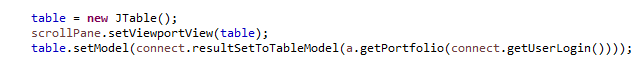 table = new JTable();
scrollPane.setViewportView(table);
table.setModel(connect.resultSetToTableModel(a.getPortfolio(connect.getUserLogin())));